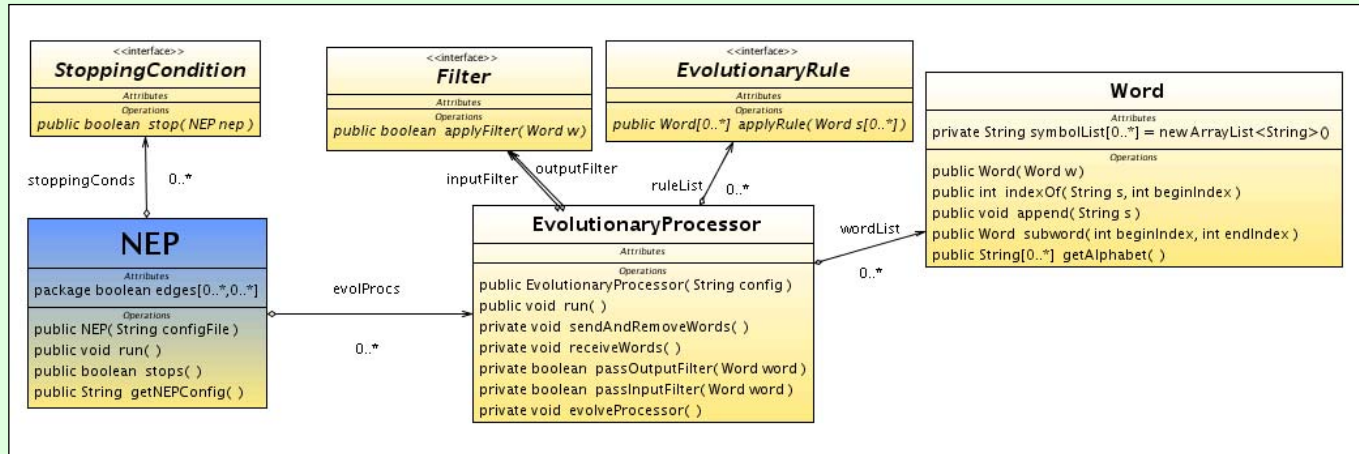 <<interface>>
StoppingCondition
Attributes
Operations
public boolean stop( NEP nep )
<<interface>>
Filter
Attributes
Operations
public boolean applyFilter( Word w)
<<interface>>
EvolutionaryRule
Attributes
Operations
public Word[0..*] applyRule( Word s[0..*] )
Word
Attributes
private String symbolList[0..*] = new ArrayList<String>()
Operations
public Word( Word w )
public int indexOf( String s, int beginIndex )
public void append( String s )
public Word subword( int beginIndex, int endIndex )
public String[0..*] getAlphabet( )
stoppingConds 0..*
inputFilter
outputFilter
ruleList 0..*
NEP
Attributes
package boolean edges[0..*,0..*]
Operations
public NEP( String configFile )
public void run( )
public boolean stops( )
public String getNEPConfig( )
evolProcs
0..*
EvolutionaryProcessor
Attributes
Operations
public EvolutionaryProcessor( String config )
public void run( )
private void sendAndRemoveWords( )
private void receiveWords( )
private boolean passOutputFilter( Word word )
private boolean passInputFilter( Word word )
private void evolveProcessor( )
wordList
0..*